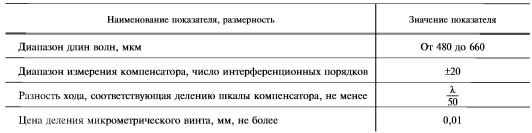 Наименование показателя, размерность Значение показателя
Диапазон длин волн, мкм От 480 до 660
Диапазон измерения компенсатора, число интерференционных порядков ±20
Разность хода, соответствующая делению шкалы компенсатора, не менее λ/50
Цена деления микрометрического винта, мм, не более 0,01